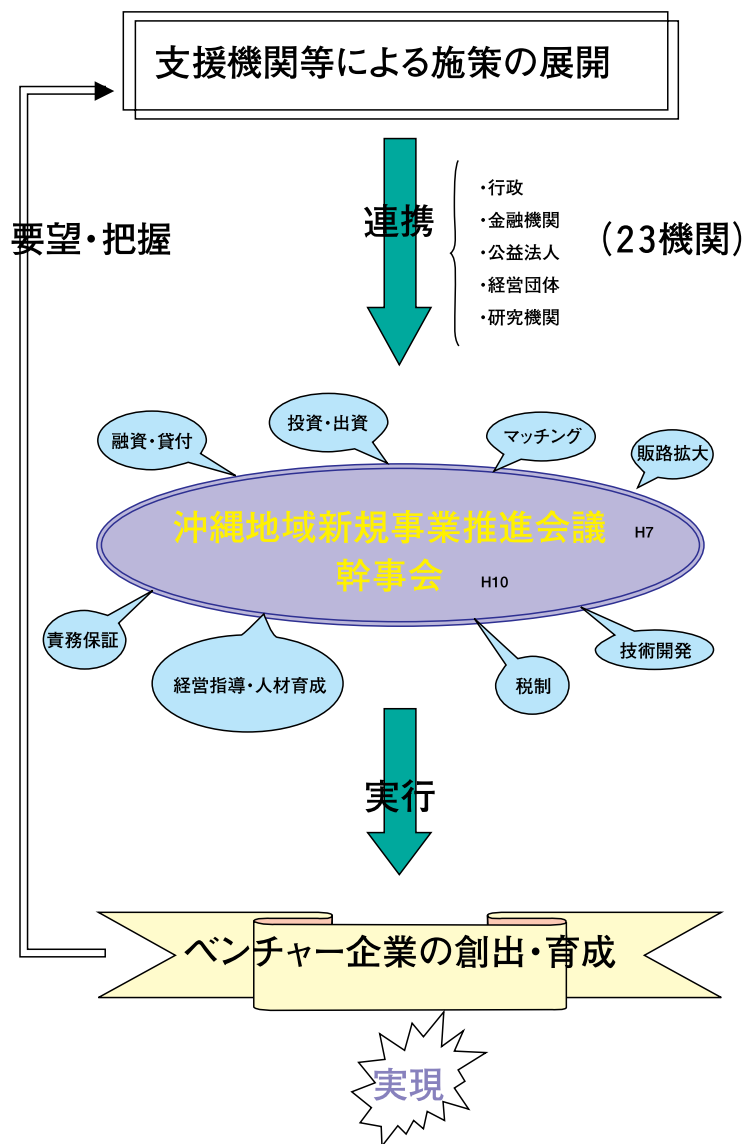 支援機関等による施策の展開
連携
・行政
・金融機関
・公益法人
・経営団体
・研究機関
(23機関)
要望・把握
融資・貸付
投資・出資
マッチング
販路拡大
沖縄地域新規事業推進会議
H7
幹事会
H10
責務保証
経営指導・人材育成
税制
技術開発
実行
ベンチャー企業の創出・育成
実現